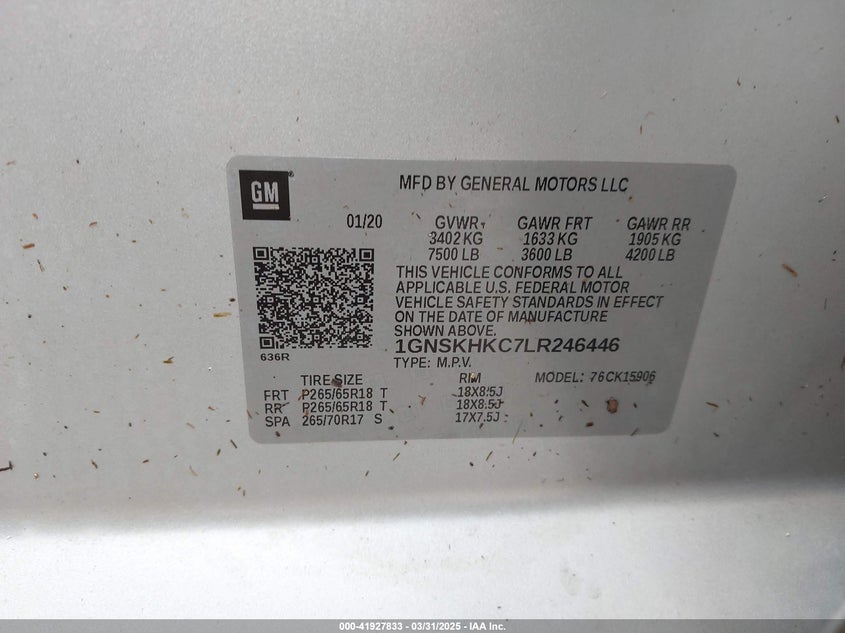 GM
MFD BY GENERAL MOTORS LLC
01/20 GVWR GAWR FRT GAWR RR
3402 KG 1633 KG 1905 KG
7500 LB 3600 LB 4200 LB
THIS VEHICLE CONFORMS TO ALL
APPLICABLE U.S. FEDERAL MOTOR
VEHICLE SAFETY STANDARDS IN EFFECT
ON THE DATE OF MANUFACTURE
SHOWN ABOVE.
636R
1GNSKHKC7LR246446
TYPE: M.P.V.
TIRE SIZE RIM MODEL: 76CK15906
FRT P265/65R18 T 18X8.5J
RR P265/65R18 T 18X8.5J
SPA 265/70R17 S 17X7.5J
000-41927833 - 03/31/2025 - IAA Inc.